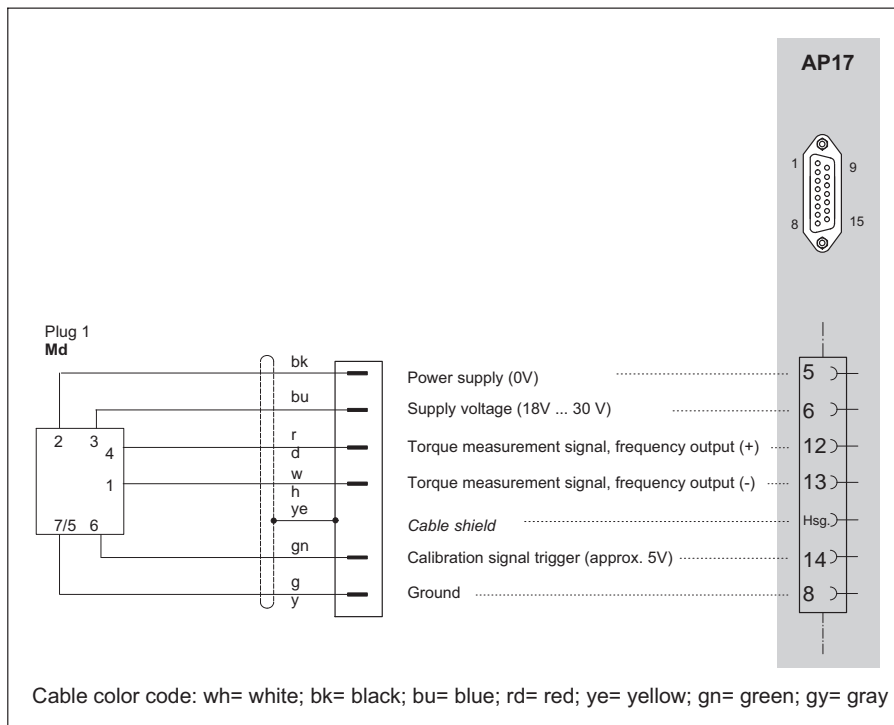 AP17
1
9
8
15
Plug 1
Md
bk
Power supply (0V)
5
bu
Supply voltage (18V ... 30 V)
6
2 3
4
r
d
Torque measurement signal, frequency output (+)
12
1
w
h
Torque measurement signal, frequency output (-)
13
ye
Cable shield
Hsg.
7/5 6
gn
Calibration signal trigger (approx. 5V)
14
g
y
Ground
8
Cable color code: wh= white; bk= black; bu= blue; rd= red; ye= yellow; gn= green; gy= gray